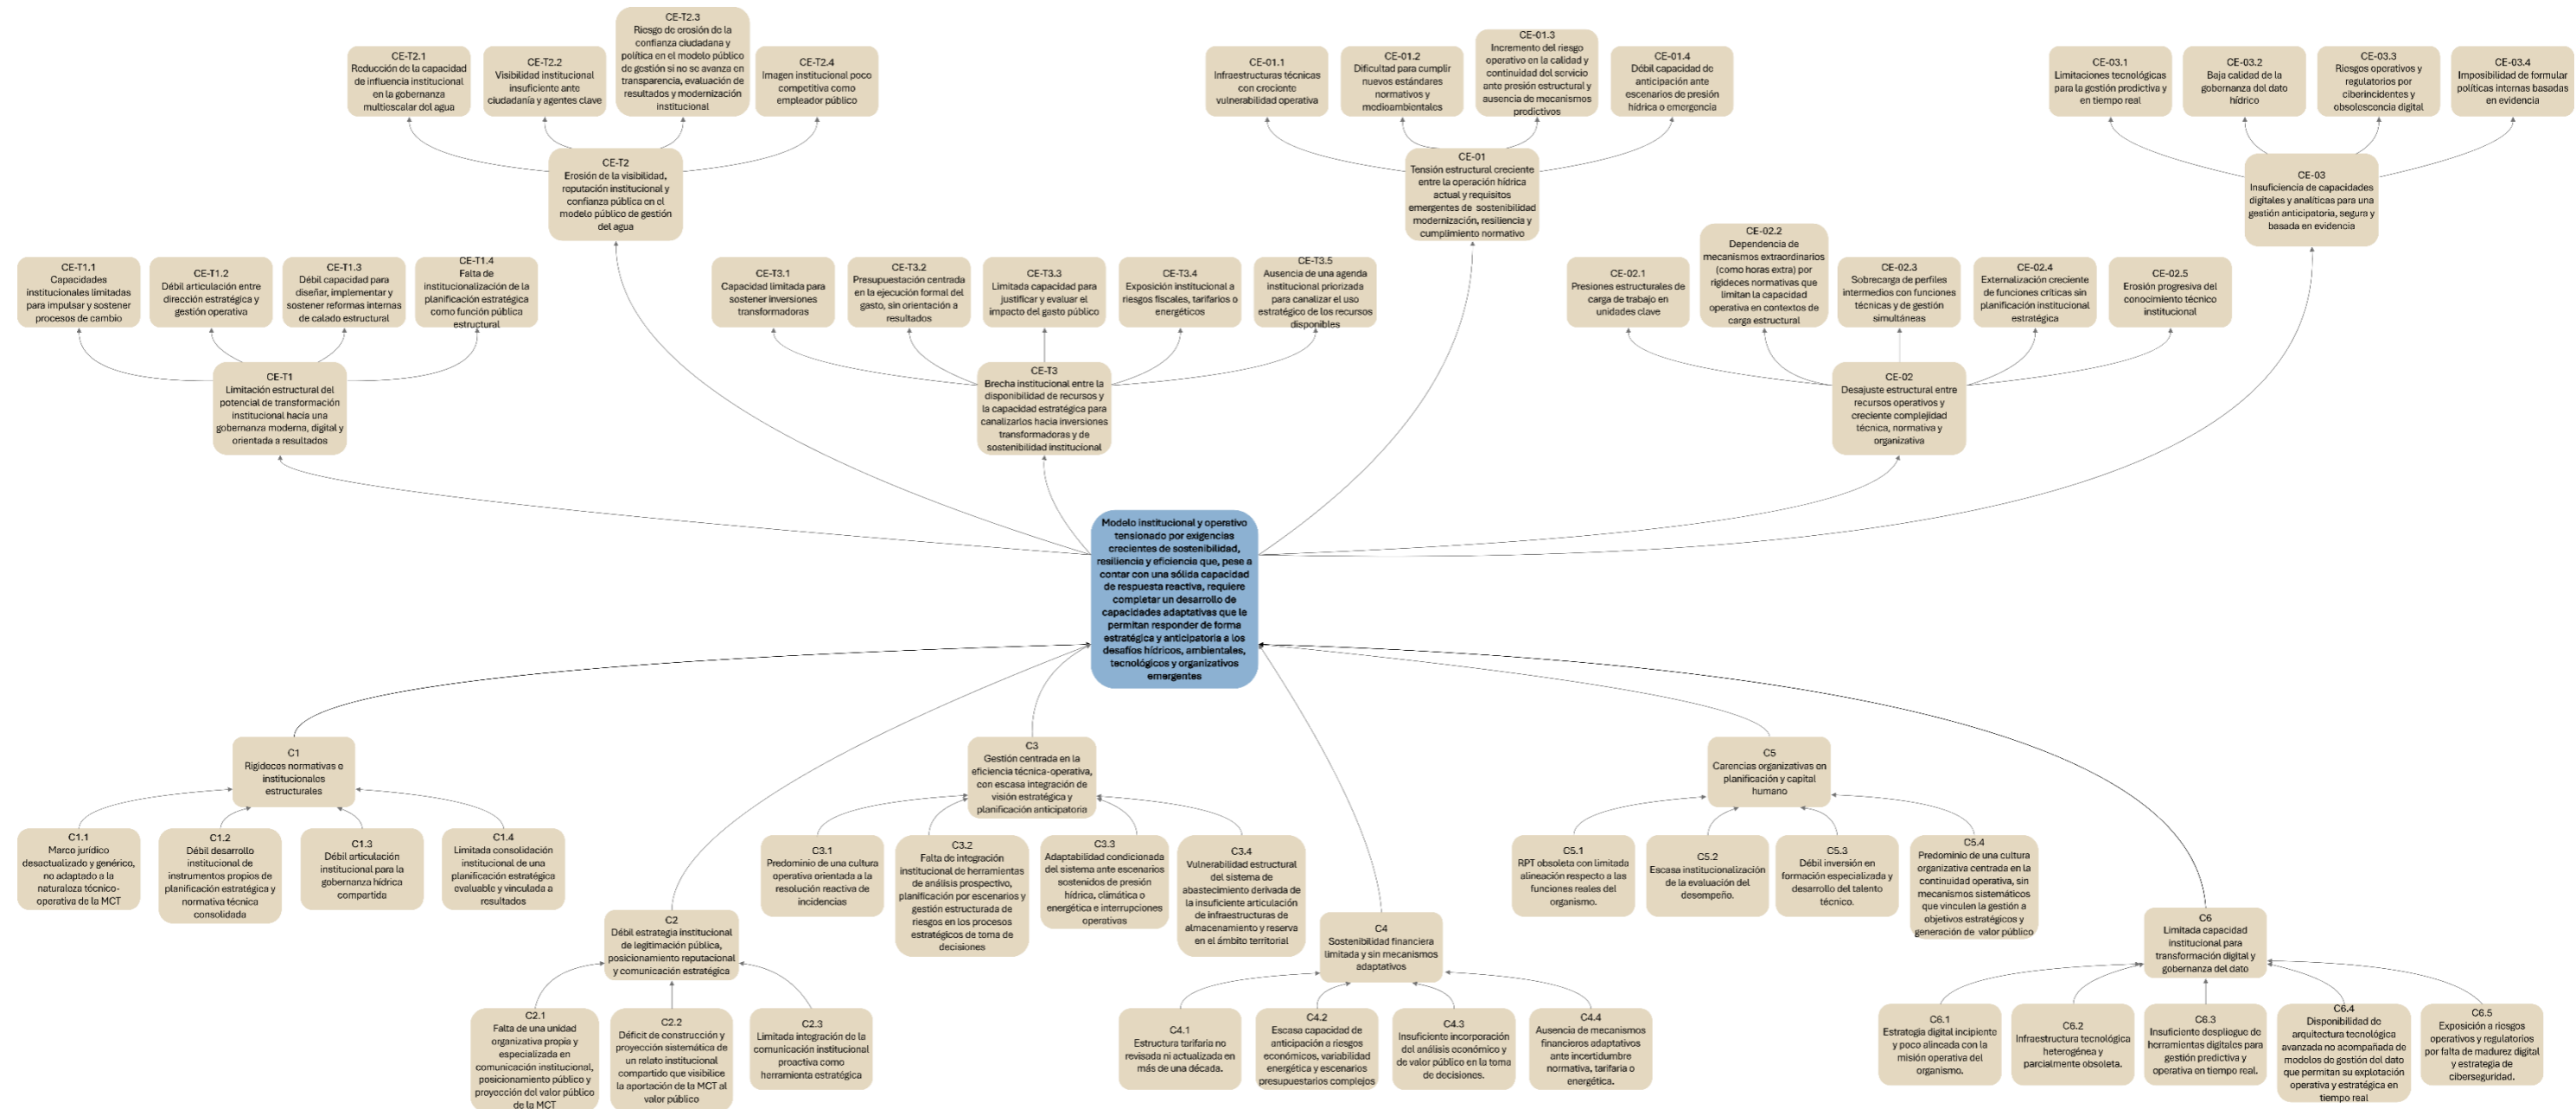 CE-T2.1
Reducción de la capacidad
de influencia institucional
en la gobernanza
multiescalar del agua
CE-T2.2
Visibilidad institucional
insuficiente ante
ciudadanía y agentes clave
CE-T2.3
Riesgo de erosión de la
confianza ciudadana y
política en el modelo público
de gestión si no se avanza en
transparencia, evaluación de
resultados y modernización
institucional
CE-T2.4
Imagen institucional poco
competitiva como
empleador público
CE-01.1
Infraestructuras técnicas
con creciente
vulnerabilidad operativa
CE-01.2
Dificultad para cumplir
nuevos estándares
normativos y
medioambientales
CE-01.3
Incremento del riesgo
operativo en la calidad y
continuidad del servicio
ante presión estructural y
ausencia de mecanismos
predictivos
CE-01.4
Débil capacidad de
anticipación ante
escenarios de presión
hídrica o emergencia
CE-03.1
Limitaciones tecnológicas
para la gestión predictiva y
en tiempo real
CE-03.2
Baja calidad de la
gobernanza del dato
hídrico
CE-03.3
Riesgos operativos y
regulatorios por
ciberincidentes y
obsolescencia digital
CE-03.4
Imposibilidad de formular
políticas internas basadas
en evidencia
CE-T2
Erosión de la visibilidad,
reputación institucional y
confianza pública en el
modelo público de gestión
del agua
CE-01
Tensión estructural creciente
entre la operación hídrica
actual y requisitos
emergentes de sostenibilidad
modernización, resiliencia y
cumplimiento normativo
CE-03
Insuficiencia de capacidades
digitales y analíticas para una
gestión anticipatoria, segura y
basada en evidencia
CE-T1.1
Capacidades
institucionales limitadas
para impulsar y sostener
procesos de cambio
CE-T1.2
Débil articulación entre
dirección estratégica y
gestión operativa
CE-T1.3
Débil capacidad para
diseñar, implementar y
sostener reformas internas
de calado estructural
CE-T1.4
Falta de
institucionalización de la
planificación estratégica
como función pública
estructural
CE-T3.1
Capacidad limitada para
sostener inversiones
transformadoras
CE-T3.2
Presupuestación centrada
en la ejecución formal del
gasto, sin orientación a
resultados
CE-T3.3
Limitada capacidad para
justificar y evaluar el
impacto del gasto público
CE-T3.4
Exposición institucional a
riesgos fiscales, tarifarios o
energéticos
CE-T3.5
Ausencia de una agenda
institucional priorizada
para canalizar el uso
estratégico de los recursos
disponibles
CE-02.1
Presiones estructurales de
carga de trabajo en
unidades clave
CE-02.2
Dependencia de
mecanismos extraordinarios
(como horas extra) por
rigideces normativas que
limitan la capacidad
operativa en contextos de
carga estructural
CE-02.3
Sobrecarga de perfiles
intermedios con funciones
técnicas y de gestión
simultáneas
CE-02.4
Externalización creciente
de funciones críticas sin
planificación institucional
estratégica
CE-02.5
Erosión progresiva del
conocimiento técnico
institucional
CE-T1
Limitación estructural del
potencial de transformación
institucional hacia una
gobernanza moderna, digital y
orientada a resultados
CE-T3
Brecha institucional entre la
disponibilidad de recursos y
la capacidad estratégica para
canalizarlos hacia inversiones
transformadoras y de
sostenibilidad institucional
CE-02
Desajuste estructural entre
recursos operativos y
creciente complejidad
técnica, normativa y
organizativa
Modelo institucional y operativo
tensionado por exigencias
crecientes de sostenibilidad,
resiliencia y eficiencia que, pese a
contar con una sólida capacidad
de respuesta reactiva, requiere
completar un desarrollo de
capacidades adaptativas que le
permitan responder de forma
estratégica y anticipatoria a los
desafíos hídricos, ambientales,
tecnológicos y organizativos
emergentes
C1
Rigideces normativas e
institucionales
estructurales
C3
Gestión centrada en la
eficiencia técnica-operativa,
con escasa integración de
visión estratégica y
planificación anticipatoria
C5
Carencias organizativas en
planificación y capital
humano
C1.1
Marco jurídico
desactualizado y genérico,
no adaptado a la
naturaleza técnico-
operativa de la MCT
C1.2
Débil desarrollo
institucional de
instrumentos propios de
planificación estratégica y
normativa técnica
consolidada
C1.3
Débil articulación
institucional para la
gobernanza hídrica
compartida
C1.4
Limitada consolidación
institucional de una
planificación estratégica
evaluable y vinculada a
resultados
C3.1
Predominio de una cultura
operativa orientada a la
resolución reactiva de
incidencias
C3.2
Falta de integración
institucional de herramientas
de análisis prospectivo,
planificación por escenarios y
gestión estructurada de
riesgos en los procesos
estratégicos de toma de
decisiones
C3.3
Adaptabilidad condicionada
del sistema ante escenarios
sostenidos de presión
hídrica, climática o
energética e interrupciones
operativas
C3.4
Vulnerabilidad estructural
del sistema de
abastecimiento derivada de
la insuficiente articulación
de infraestructuras de
almacenamiento y reserva
en el ámbito territorial
C5.1
RPT obsoleta con limitada
alineación respecto a las
funciones reales del
organismo.
C5.2
Escasa institucionalización
de la evaluación del
desempeño.
C5.3
Débil inversión en
formación especializada y
desarrollo del talento
técnico.
C5.4
Predominio de una cultura
organizativa centrada en la
continuidad operativa, sin
mecanismos sistemáticos
que vinculen la gestión a
objetivos estratégicos y
generación de valor público
C2
Débil estrategia institucional
de legitimación pública,
posicionamiento reputacional
y comunicación estratégica
C4
Sostenibilidad financiera
limitada y sin mecanismos
adaptativos
C6
Limitada capacidad
institucional para
transformación digital y
gobernanza del dato
C2.1
Falta de una unidad
organizativa propia y
especializada en
comunicación institucional,
posicionamiento público y
proyección del valor público
de la MCT
C2.2
Déficit de construcción y
proyección sistemática de
un relato institucional
compartido que visibilice
la aportación de la MCT al
valor público
C2.3
Limitada integración de la
comunicación institucional
proactiva como
herramienta estratégica
C4.1
Estructura tarifaria no
revisada ni actualizada en
más de una década.
C4.2
Escasa capacidad de
anticipación a riesgos
económicos, variabilidad
energética y escenarios
presupuestarios complejos
C4.3
Insuficiente incorporación
del análisis económico y
de valor público en la toma
de decisiones.
C4.4
Ausencia de mecanismos
financieros adaptativos
ante incertidumbre
normativa, tarifaria o
energética.
C6.1
Estrategia digital incipiente
y poco alineada con la
misión operativa del
organismo.
C6.2
Infraestructura tecnológica
heterogénea y
parcialmente obsoleta.
C6.3
Insuficiente despliegue de
herramientas digitales para
gestión predictiva y
operativa en tiempo real.
C6.4
Disponibilidad de
arquitectura tecnológica
avanzada no acompañada de
modelos de gestión del dato
que permitan su explotación
operativa y estratégica en
tiempo real
C6.5
Exposición a riesgos
operativos y regulatorios
por falta de madurez digital
y estrategia de
ciberseguridad.